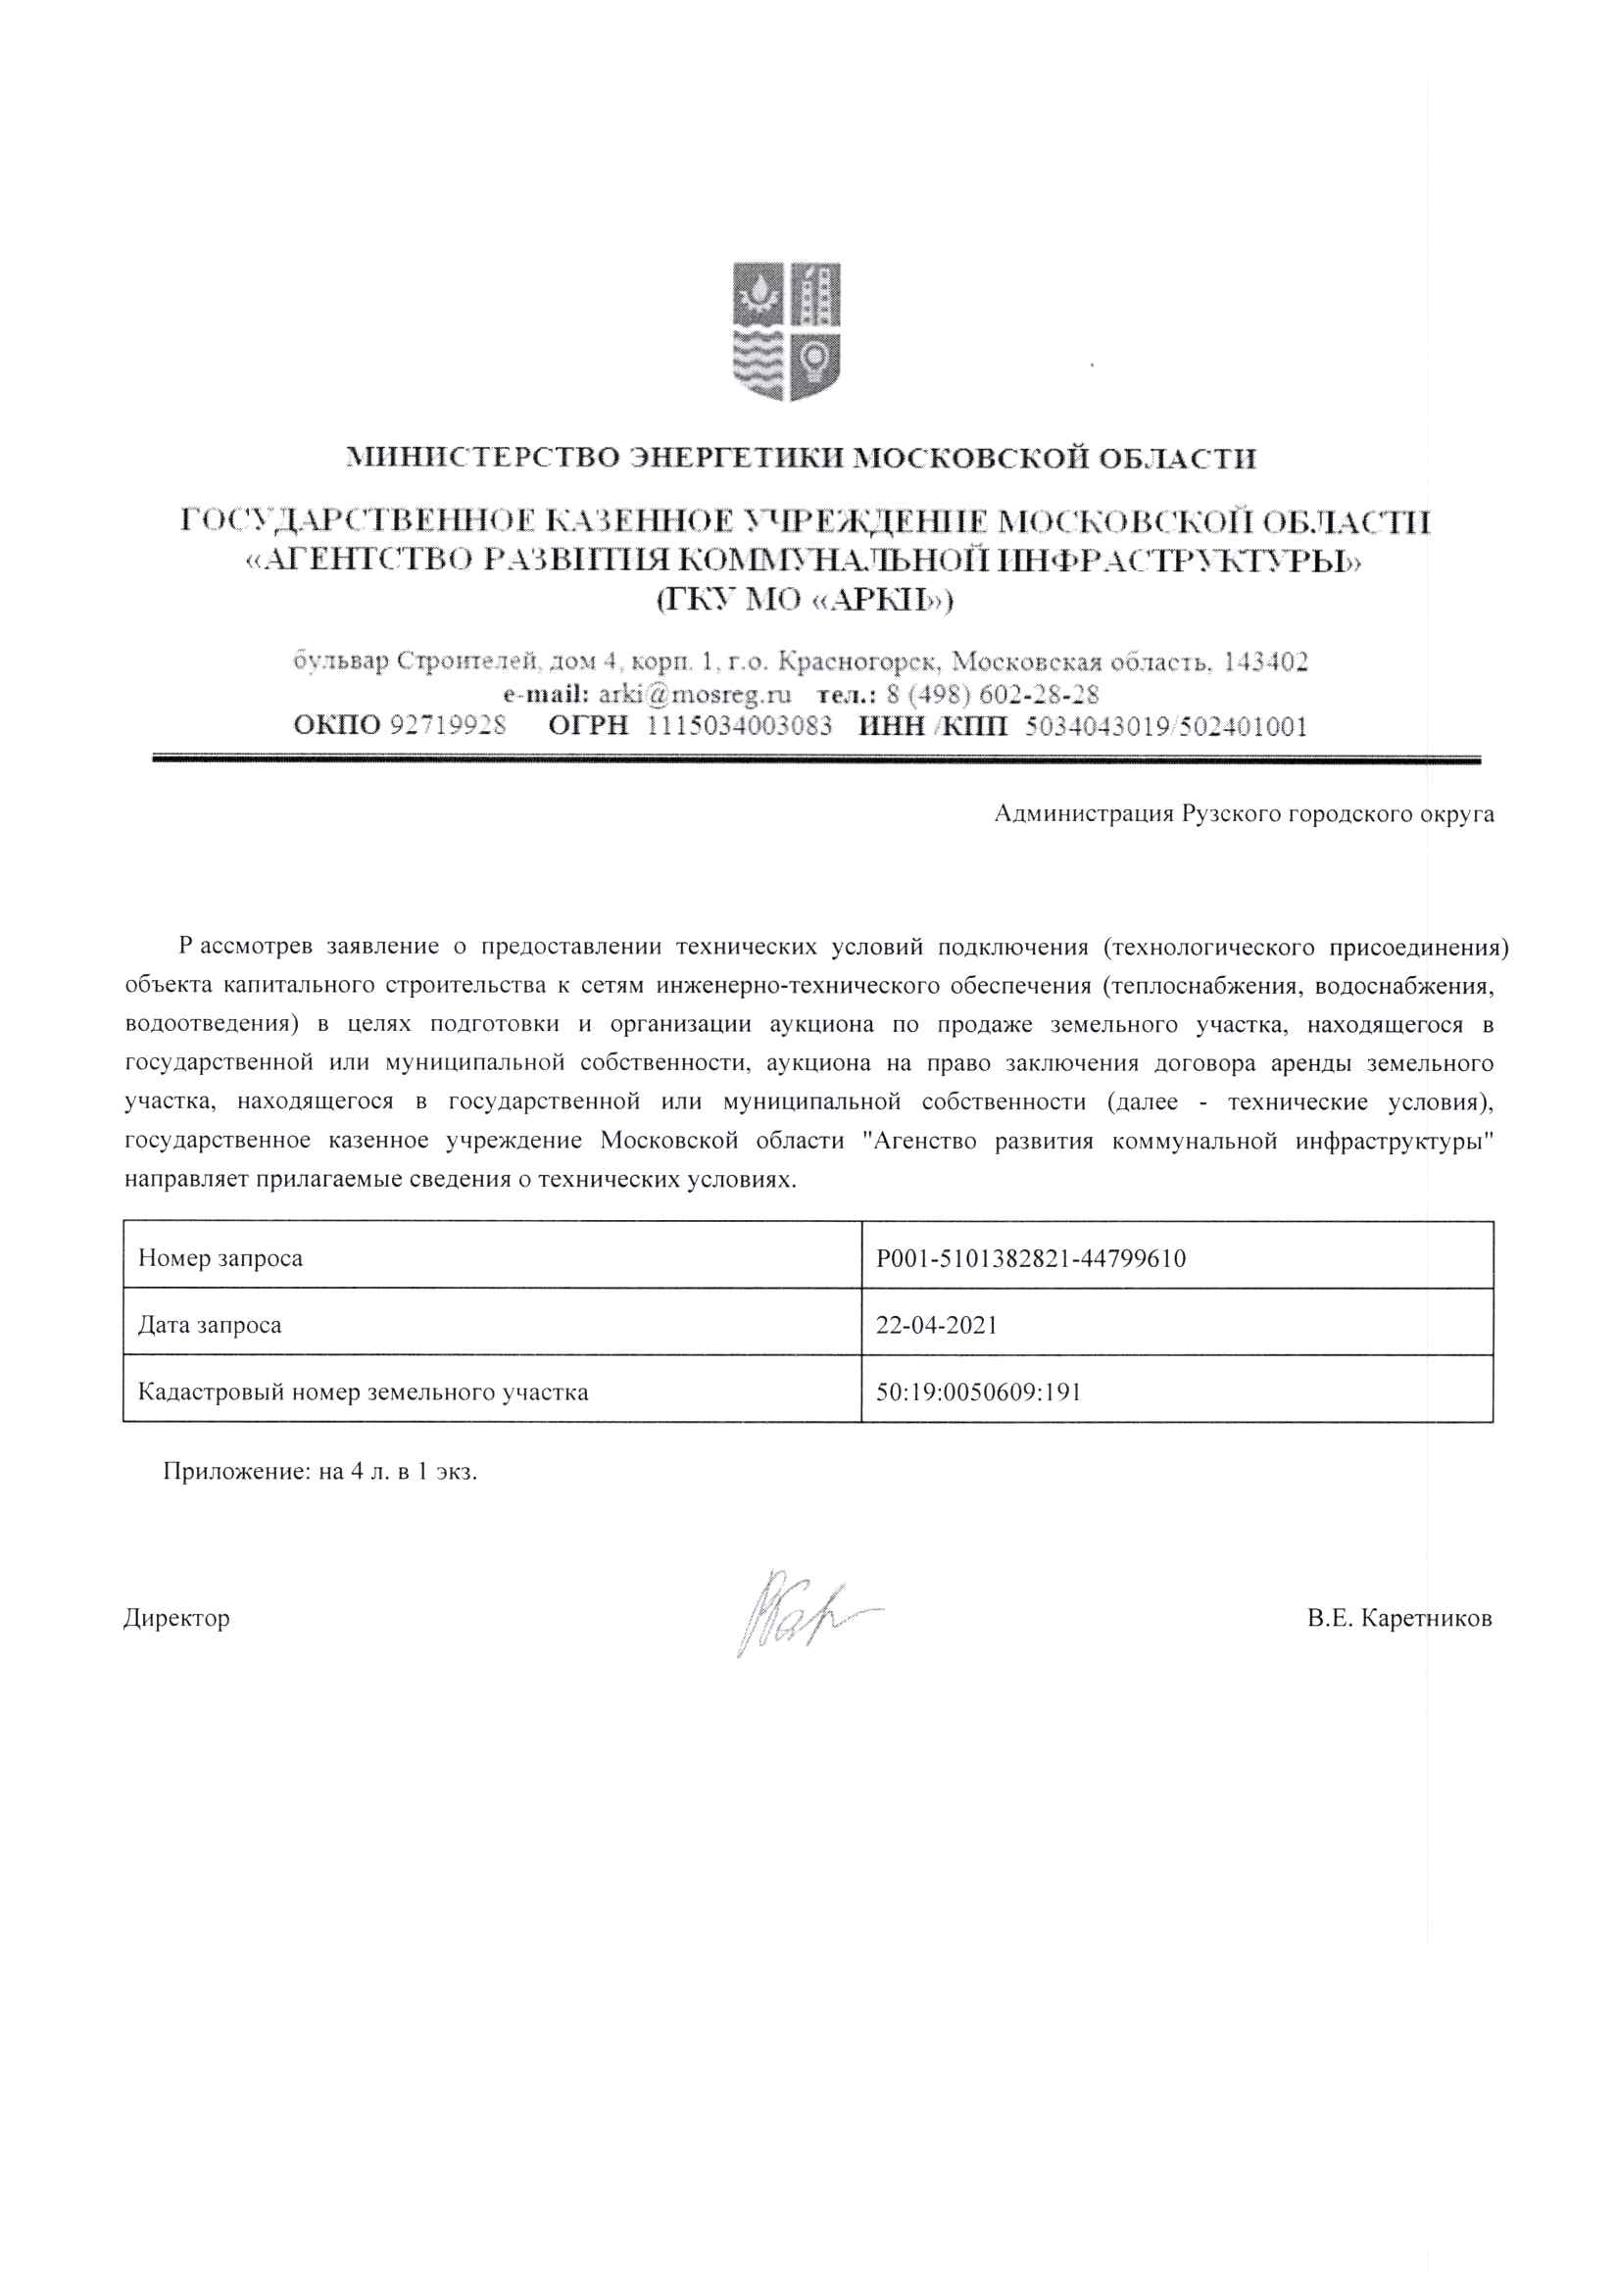 МИНИСТЕРСТВО ЭНЕРГЕТИКИ МОСКОВСКОЙ ОБЛАСТИ
ГОСУДАРСТВЕННОЕ КАЗЕННОЕ УЧРЕЖДЕНИЕ МОСКОВСКОЙ ОБЛАСТИ
«АГЕНТСТВО РАЗВИТИЯ КОММУНАЛЬНОЙ ИНФРАСТРУКТУРЫ»
(ГКУ МО «АРКИ»)
бульвар Строителей, дом 4, корп. 1, г.о. Красногорск, Московская область, 143402
e-mail: arki@mosreg.ru тел.: 8 (498) 602-28-28
ОКПО 92719928 ОГРН 1115034003083 ИНН /КПП 5034043019/502401001
Администрация Рузского городского округа
Р ассмотрев заявление о предоставлении технических условий подключения (технологического присоединения)
объекта капитального строительства к сетям инженерно-технического обеспечения (теплоснабжения, водоснабжения,
водоотведения) в целях подготовки и организации аукциона по продаже земельного участка, находящегося в
государственной или муниципальной собственности, аукциона на право заключения договора аренды земельного
участка, находящегося в государственной или муниципальной собственности (далее - технические условия),
государственное казенное учреждение Московской области "Агенство развития коммунальной инфраструктуры"
направляет прилагаемые сведения о технических условиях.
Номер запроса P001-5101382821-44799610
Дата запроса 22-04-2021
Кадастровый номер земельного участка 50:19:0050609:191
Приложение: на 4 л. в 1 экз.
Директор В.Е. Каретников